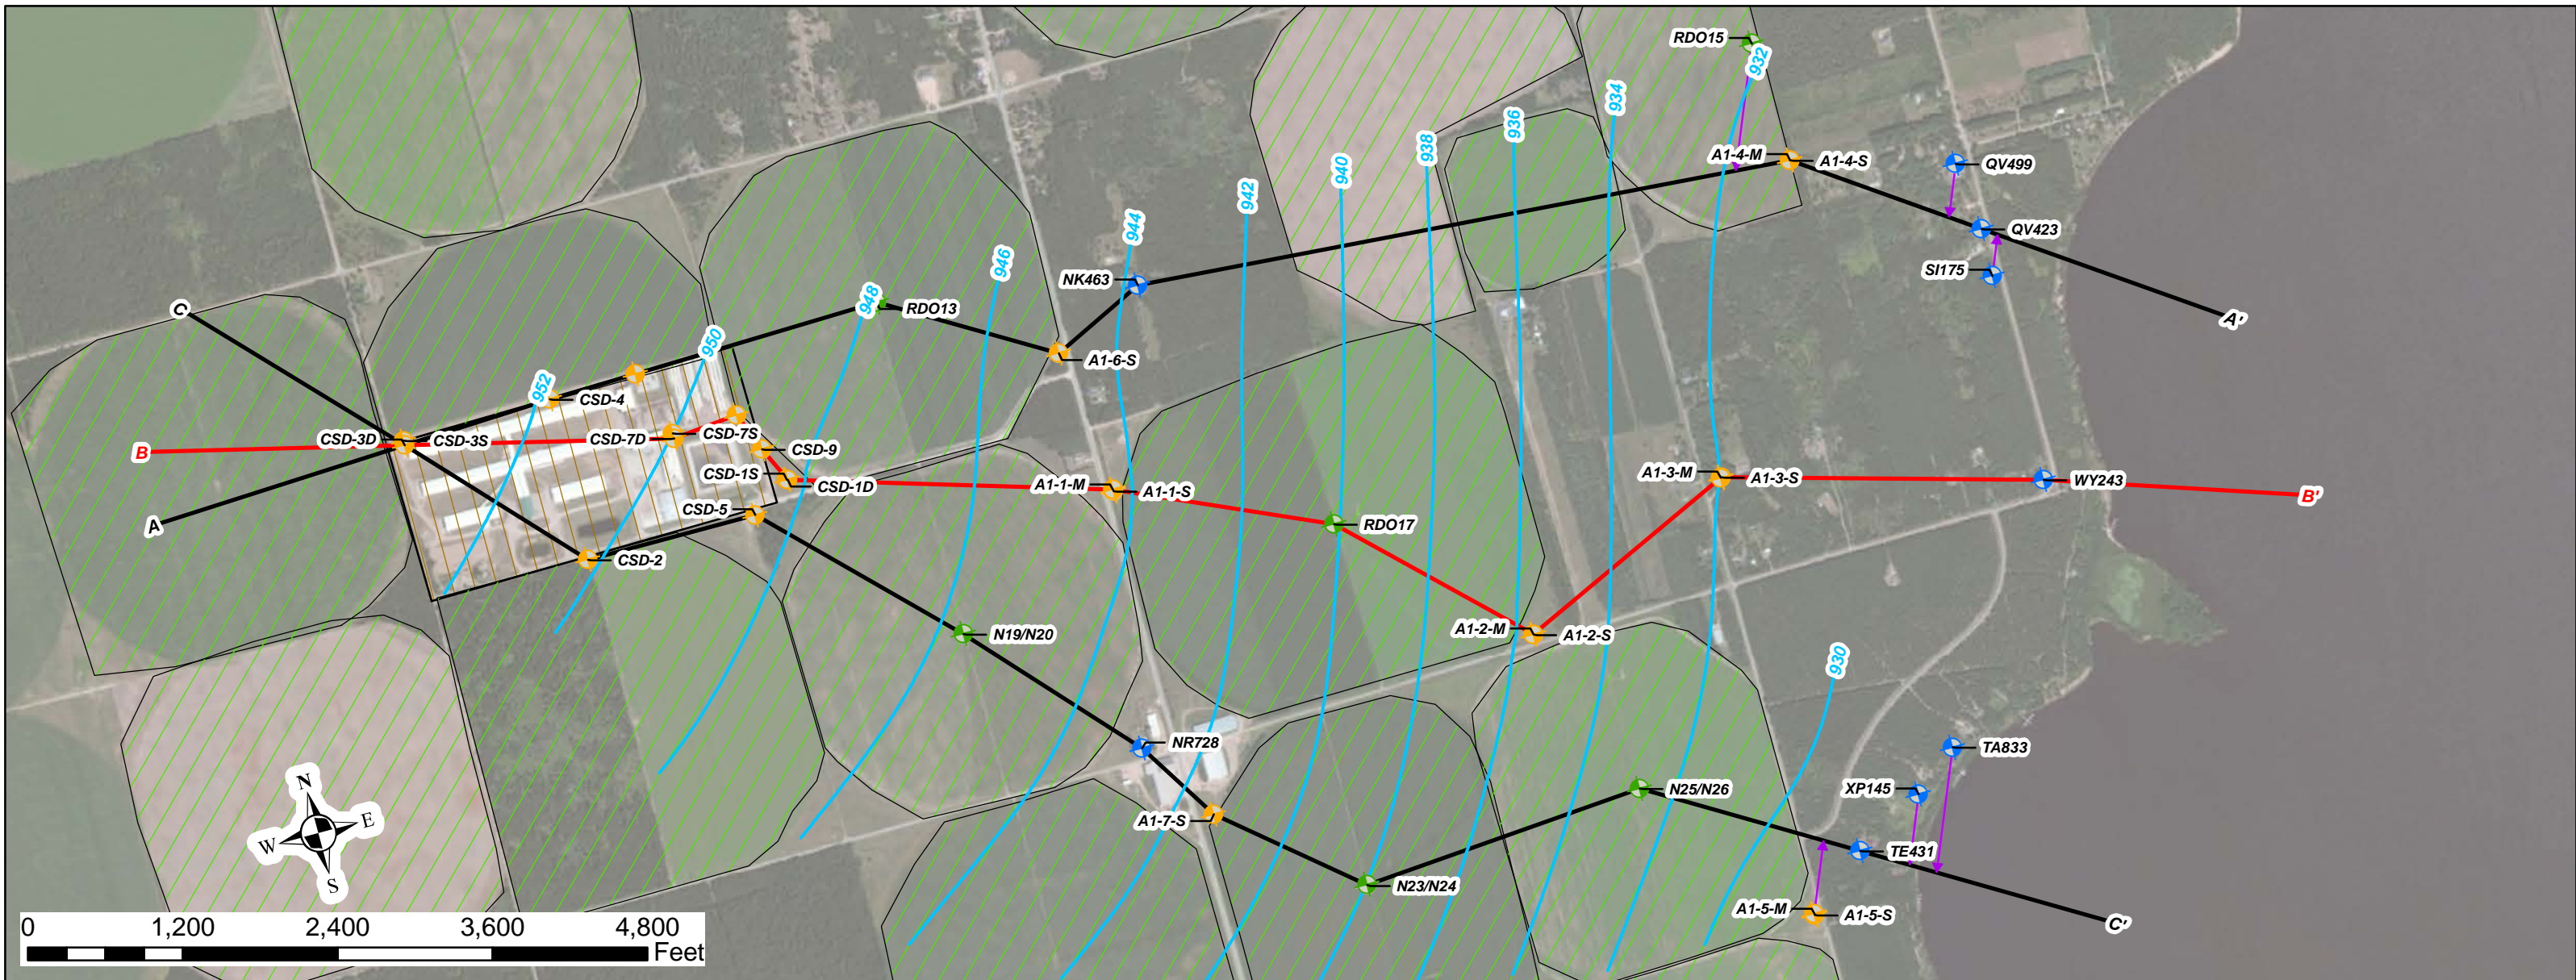 RDO15
932
934
936
938
940
942
944
946
948
950
952
A1-4-M
A1-4-S
QV499
QV423
SI175
NK463
A'
C
RDO13
A1-6-S
CSD-4
CSD-3D
CSD-3S
CSD-7D
CSD-7S
B
CSD-9
CSD-1S
CSD-1D
A1-1-M
A1-1-S
A1-3-M
A1-3-S
WY243
B'
A
CSD-5
RDO17
CSD-2
N19/N20
A1-2-M
A1-2-S
930
NR728
TA833
XP145
N25/N26
A1-7-S
TE431
N23/N24
A1-5-M
A1-5-S
C'
N
W
E
S
0 1,200 2,400 3,600 4,800
Feet